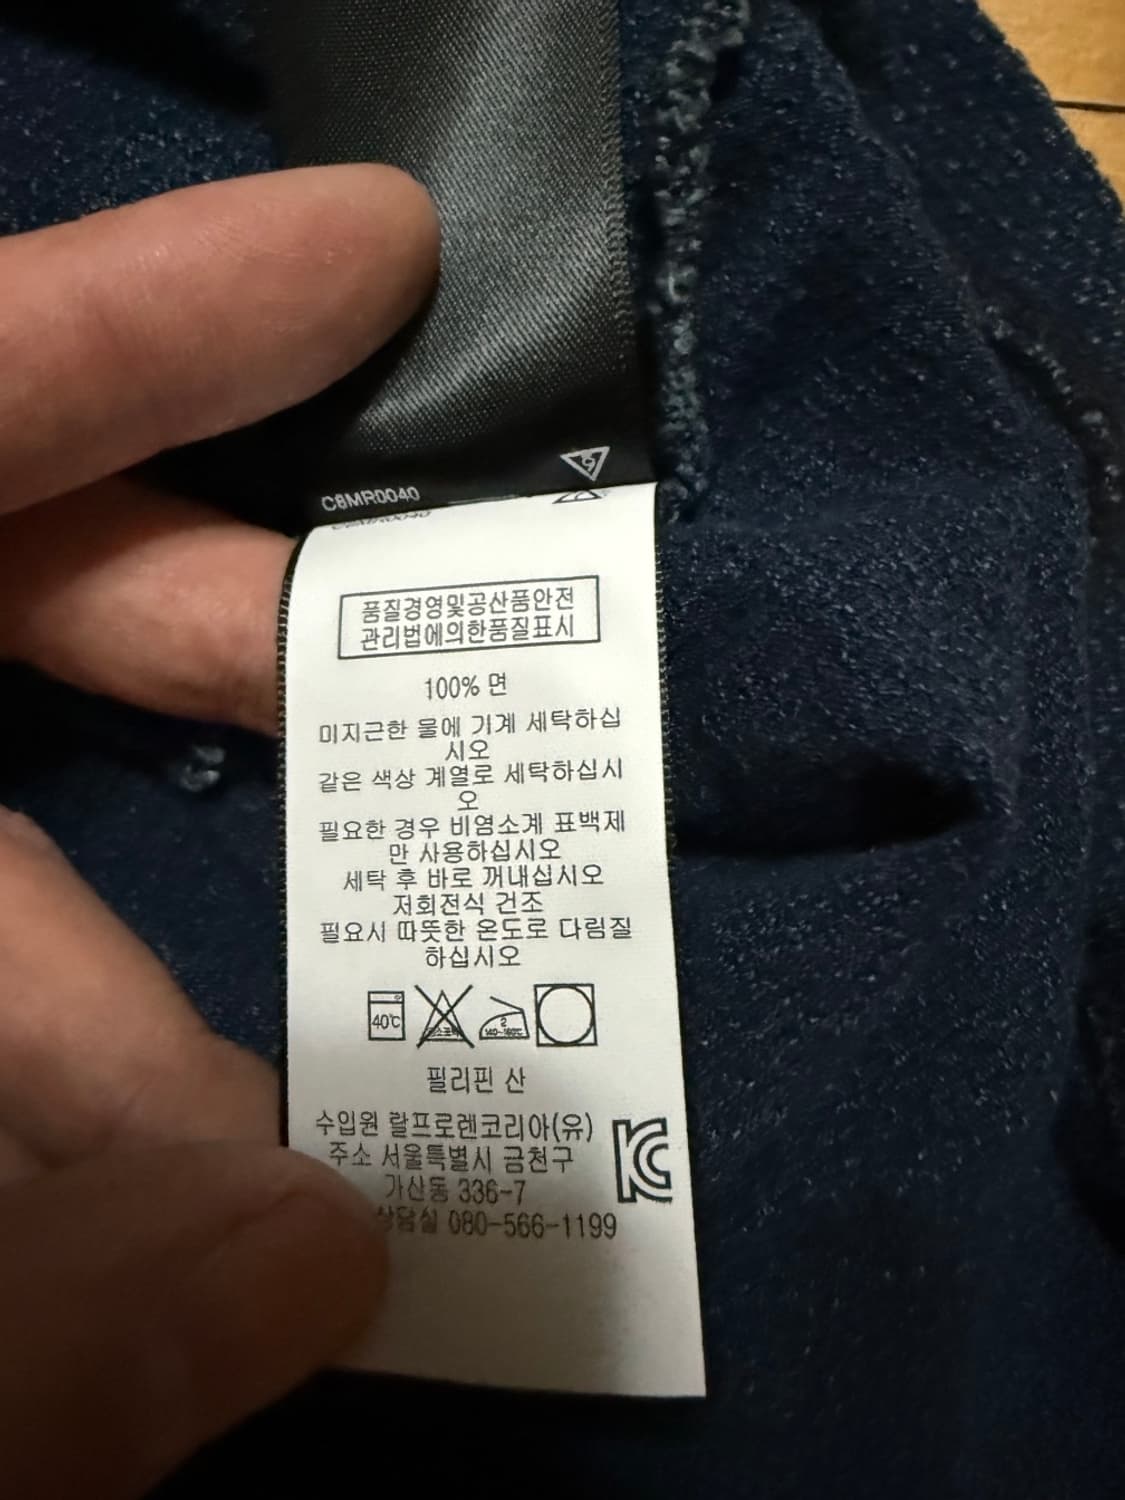 C8MR0040
품질경영및공산품안전
관리법에의한품질표시
100% 면
미지근한 물에 기계 세탁하십
시오
같은 색상 계열로 세탁하십시
오
필요한 경우 비염소계 표백제
만 사용하십시오
세탁 후 바로 꺼내십시오
저회전식 건조
필요시 따뜻한 온도로 다림질
하십시오
40℃
2
140~160℃
필리핀 산
수입원 랄프로렌코리아(유)
주소 서울특별시 금천구
가산동 336-7
상담실 080-566-1199